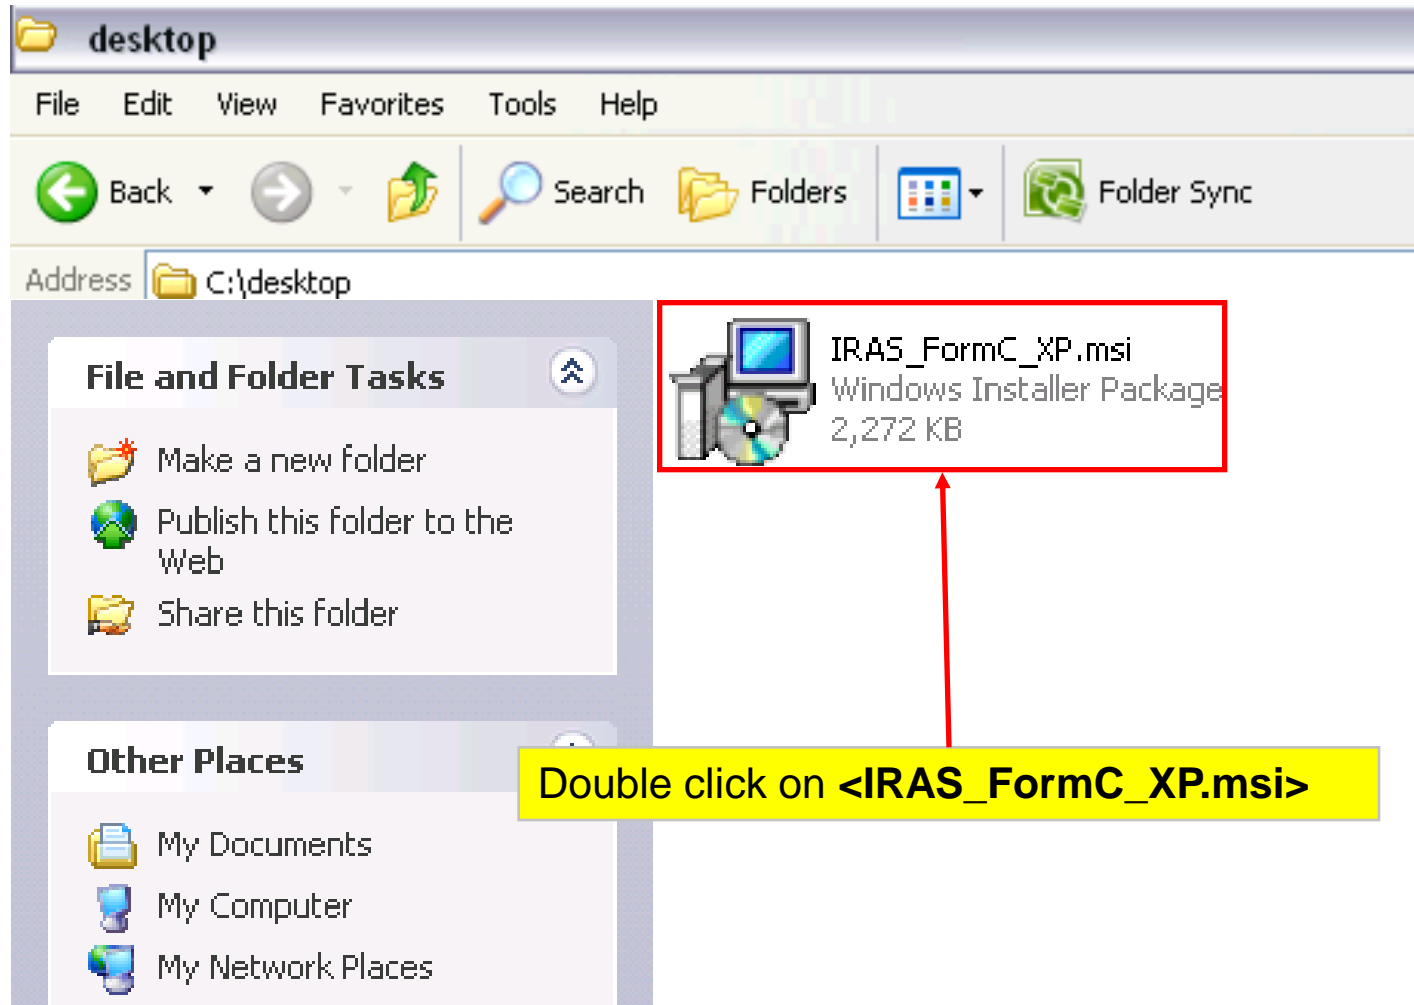 desktop
File Edit View Favorites Tools Help
Back Search Folders Folder Sync
Address C:\desktop
File and Folder Tasks
Make a new folder
Publish this folder to the
Web
Share this folder
Other Places
My Documents
My Computer
My Network Places
IRAS_FormC_XP.msi
Windows Installer Package
2,272 KB
Double click on <IRAS_FormC_XP.msi>